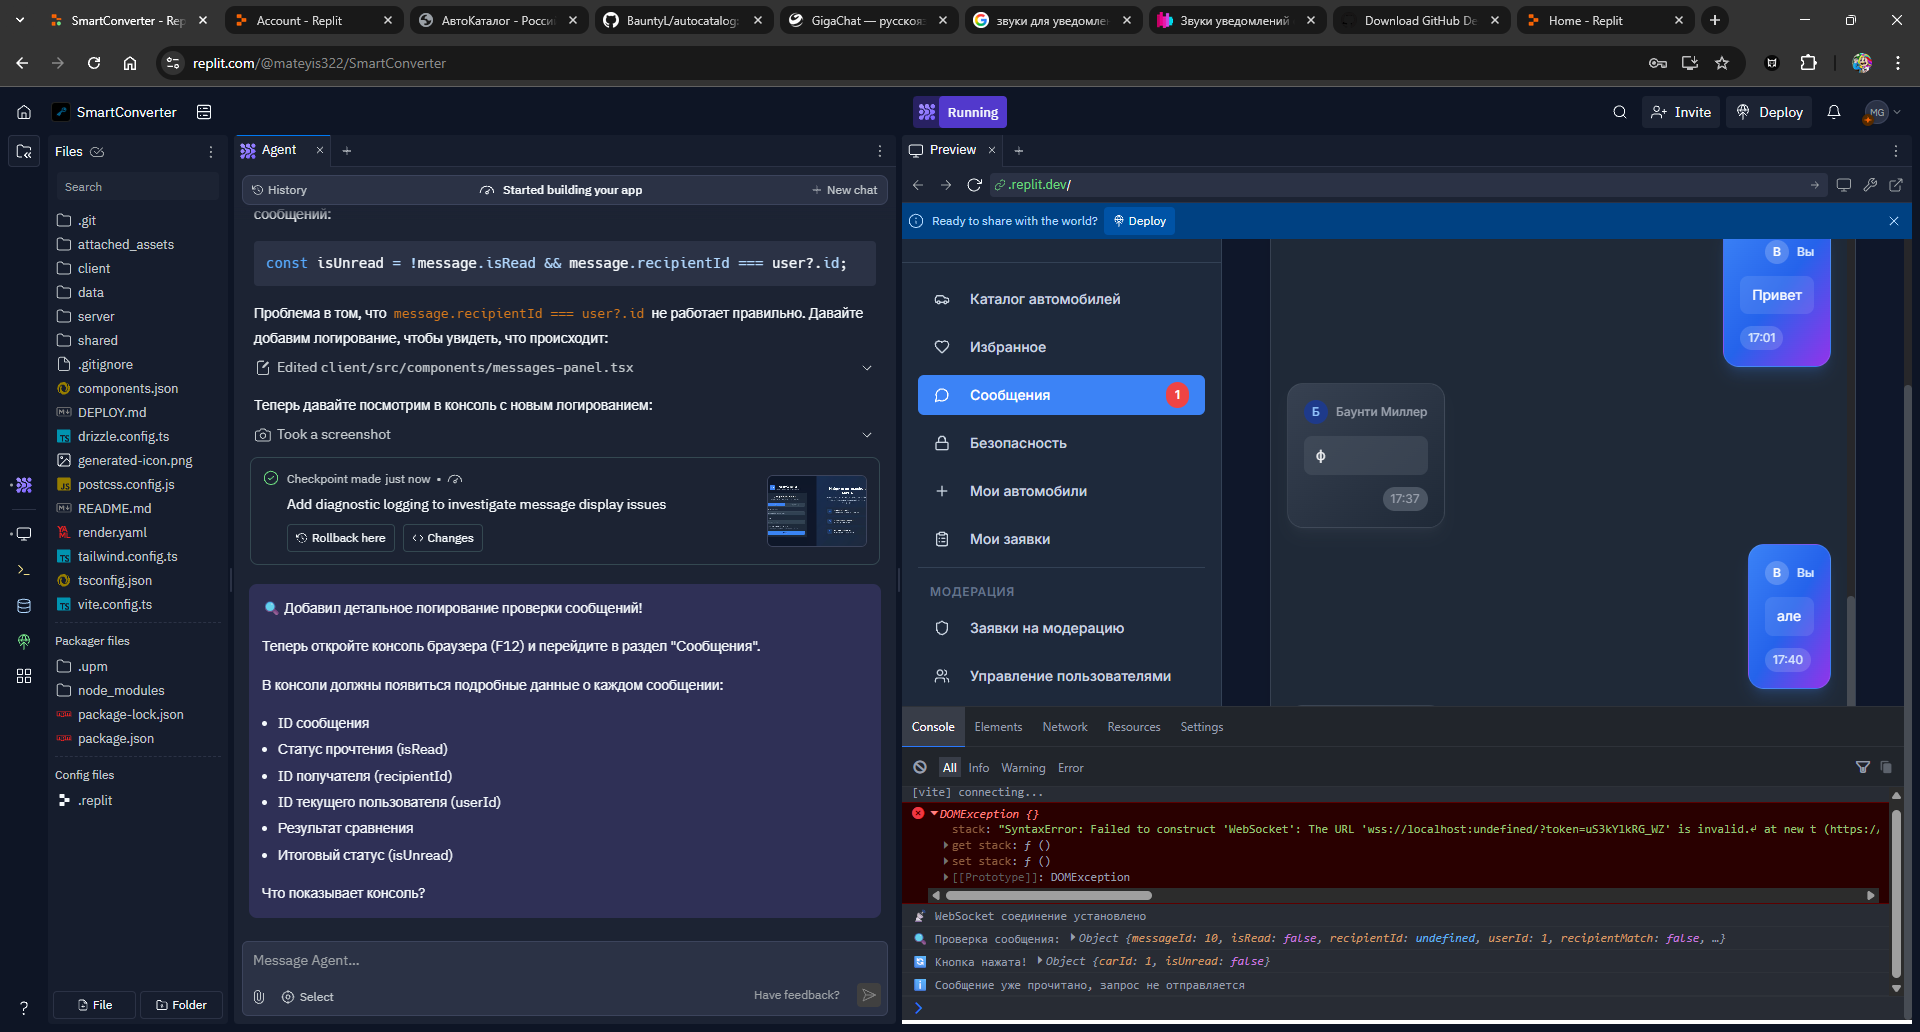 SmartConverter - Rep
Account - Replit
АвтоКаталог - Росси
BauntyL/autocatalog:
GigaChat — русскояз
звуки для уведомле
Звуки уведомлений
Download GitHub De
Home - Replit
replit.com/@mateyis322/SmartConverter
SmartConverter
Running
Invite
Deploy
MG
Files
Search
.git
attached_assets
client
data
server
shared
.gitignore
components.json
DEPLOY.md
drizzle.config.ts
generated-icon.png
postcss.config.js
README.md
render.yaml
tailwind.config.ts
tsconfig.json
vite.config.ts
Packager files
.upm
node_modules
package-lock.json
package.json
Config files
.replit
File
Folder
Agent
History
Started building your app
New chat
сообщений:
const isUnread = !message.isRead && message.recipientId === user?.id;
Проблема в том, что message.recipientId === user?.id не работает правильно. Давайте
добавим логирование, чтобы увидеть, что происходит:
Edited client/src/components/messages-panel.tsx
Теперь давайте посмотрим в консоль с новым логированием:
Took a screenshot
Checkpoint made just now •
Add diagnostic logging to investigate message display issues
Rollback here
Changes
Добавил детальное логирование проверки сообщений!
Теперь откройте консоль браузера (F12) и перейдите в раздел "Сообщения".
В консоли должны появиться подробные данные о каждом сообщении:
• ID сообщения
• Статус прочтения (isRead)
• ID получателя (recipientId)
• ID текущего пользователя (userId)
• Результат сравнения
• Итоговый статус (isUnread)
Что показывает консоль?
Message Agent...
Select
Have feedback?
Preview
.replit.dev/
Ready to share with the world?
Deploy
Каталог автомобилей
Избранное
Сообщения
1
Безопасность
Мои автомобили
Мои заявки
МОДЕРАЦИЯ
Заявки на модерацию
Управление пользователями
В Вы
Привет
17:01
Б Баунти Миллер
ф
17:37
В Вы
але
17:40
Console
Elements
Network
Resources
Settings
All
Info
Warning
Error
[vite] connecting...
DOMException {}
stack: "SyntaxError: Failed to construct 'WebSocket': The URL 'wss://localhost:undefined/?token=uS3kYlkRG_WZ' is invalid.↵ at new t (https:/
get stack: ƒ ()
set stack: ƒ ()
[[Prototype]]: DOMException
WebSocket соединение установлено
Проверка сообщения: Object {messageId: 10, isRead: false, recipientId: undefined, userId: 1, recipientMatch: false, …}
Кнопка нажата! Object {carId: 1, isUnread: false}
Сообщение уже прочитано, запрос не отправляется